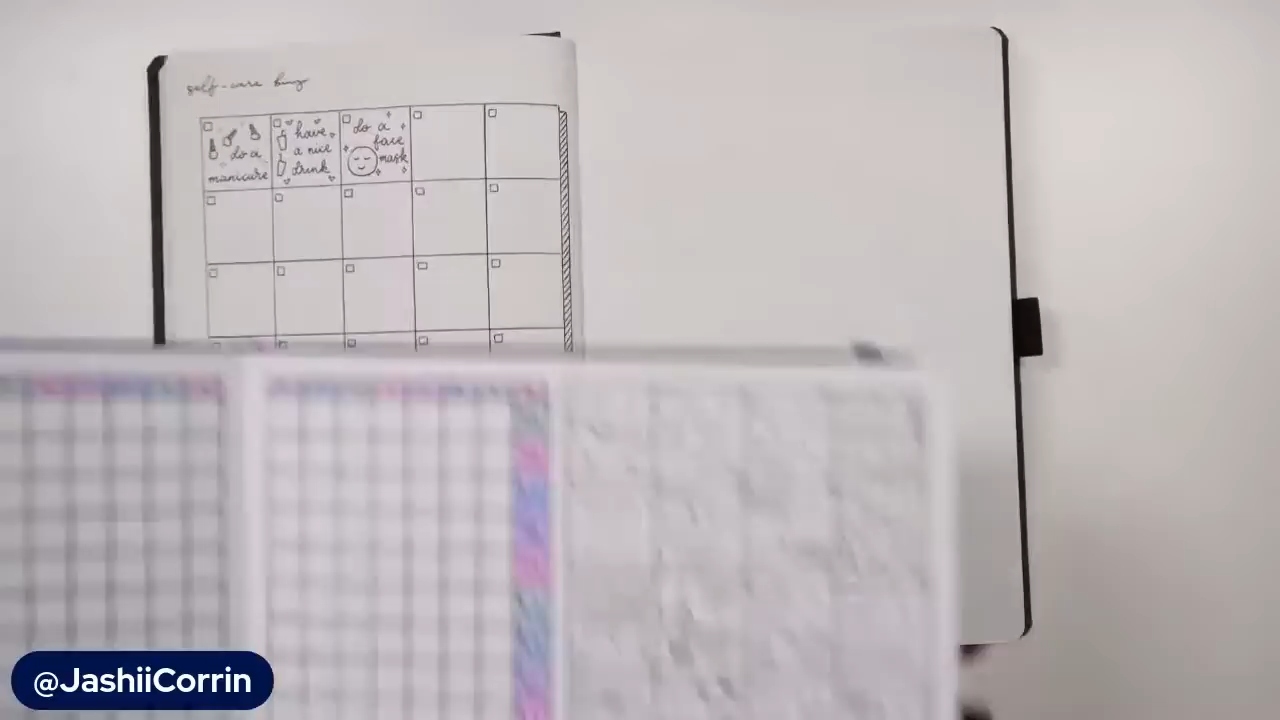 self-care bingo
do a
manicure
have
a nice
drink
do a
face
mask
@JashiiCorrin